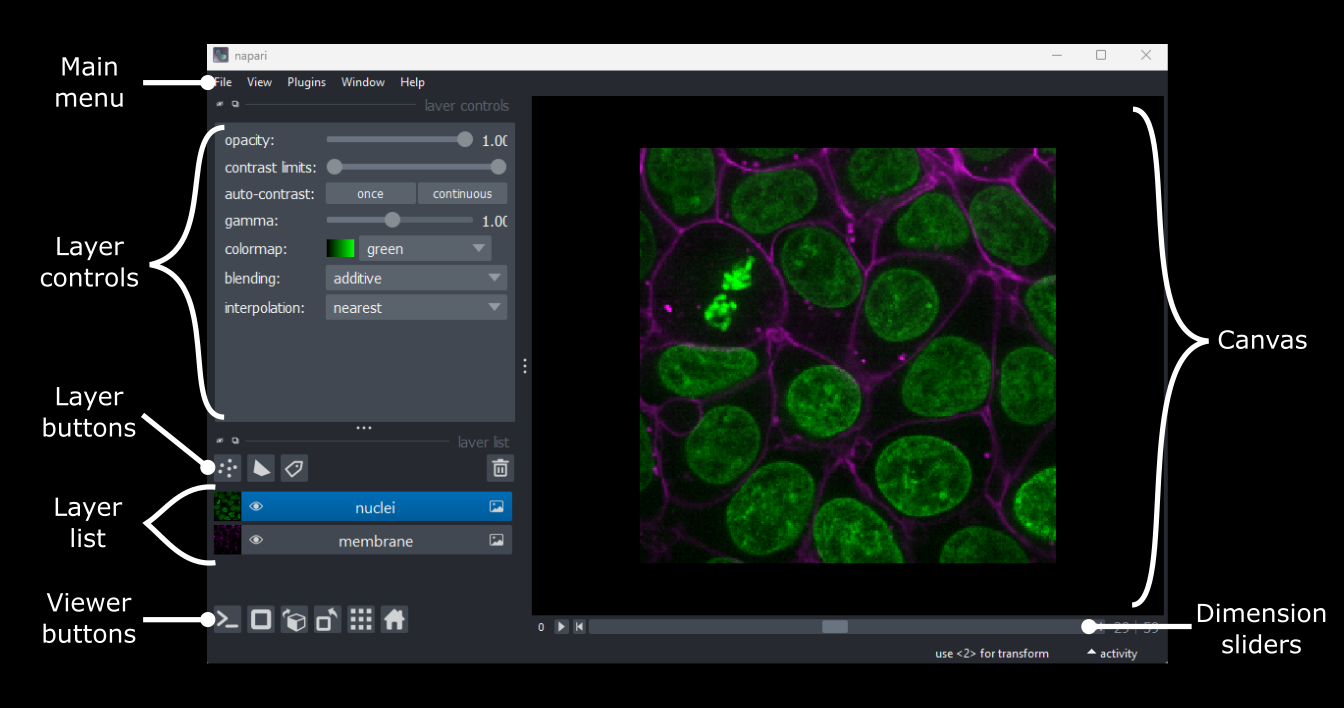 napari
Main
menu
File View Plugins Window Help
layer controls
Layer
controls
opacity: 1.00
contrast limits:
auto-contrast: once continuous
gamma: 1.00
colormap: green
blending: additive
interpolation: nearest
Canvas
Layer
buttons
layer list
Layer
list
nuclei
membrane
Viewer
buttons
0 29 | 59
Dimension
sliders
use <2> for transform activity